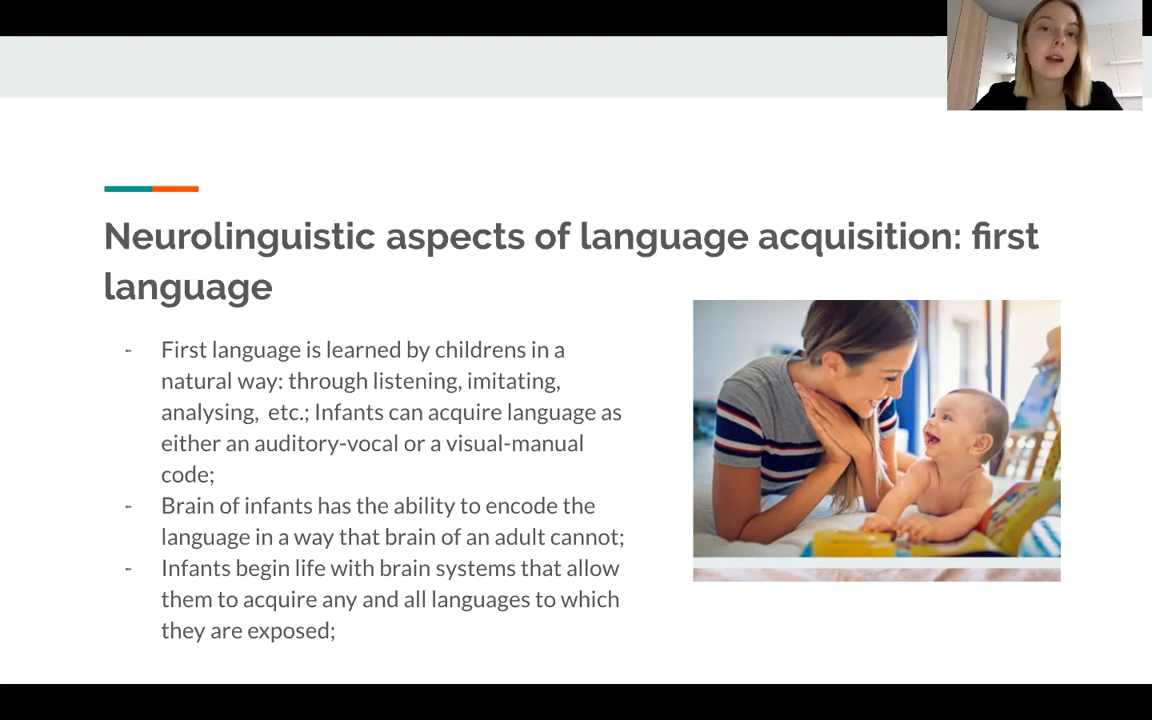 Neurolinguistic aspects of language acquisition: first
language
- First language is learned by childrens in a
natural way: through listening, imitating,
analysing, etc.; Infants can acquire language as
either an auditory-vocal or a visual-manual
code;
- Brain of infants has the ability to encode the
language in a way that brain of an adult cannot;
- Infants begin life with brain systems that allow
them to acquire any and all languages to which
they are exposed;